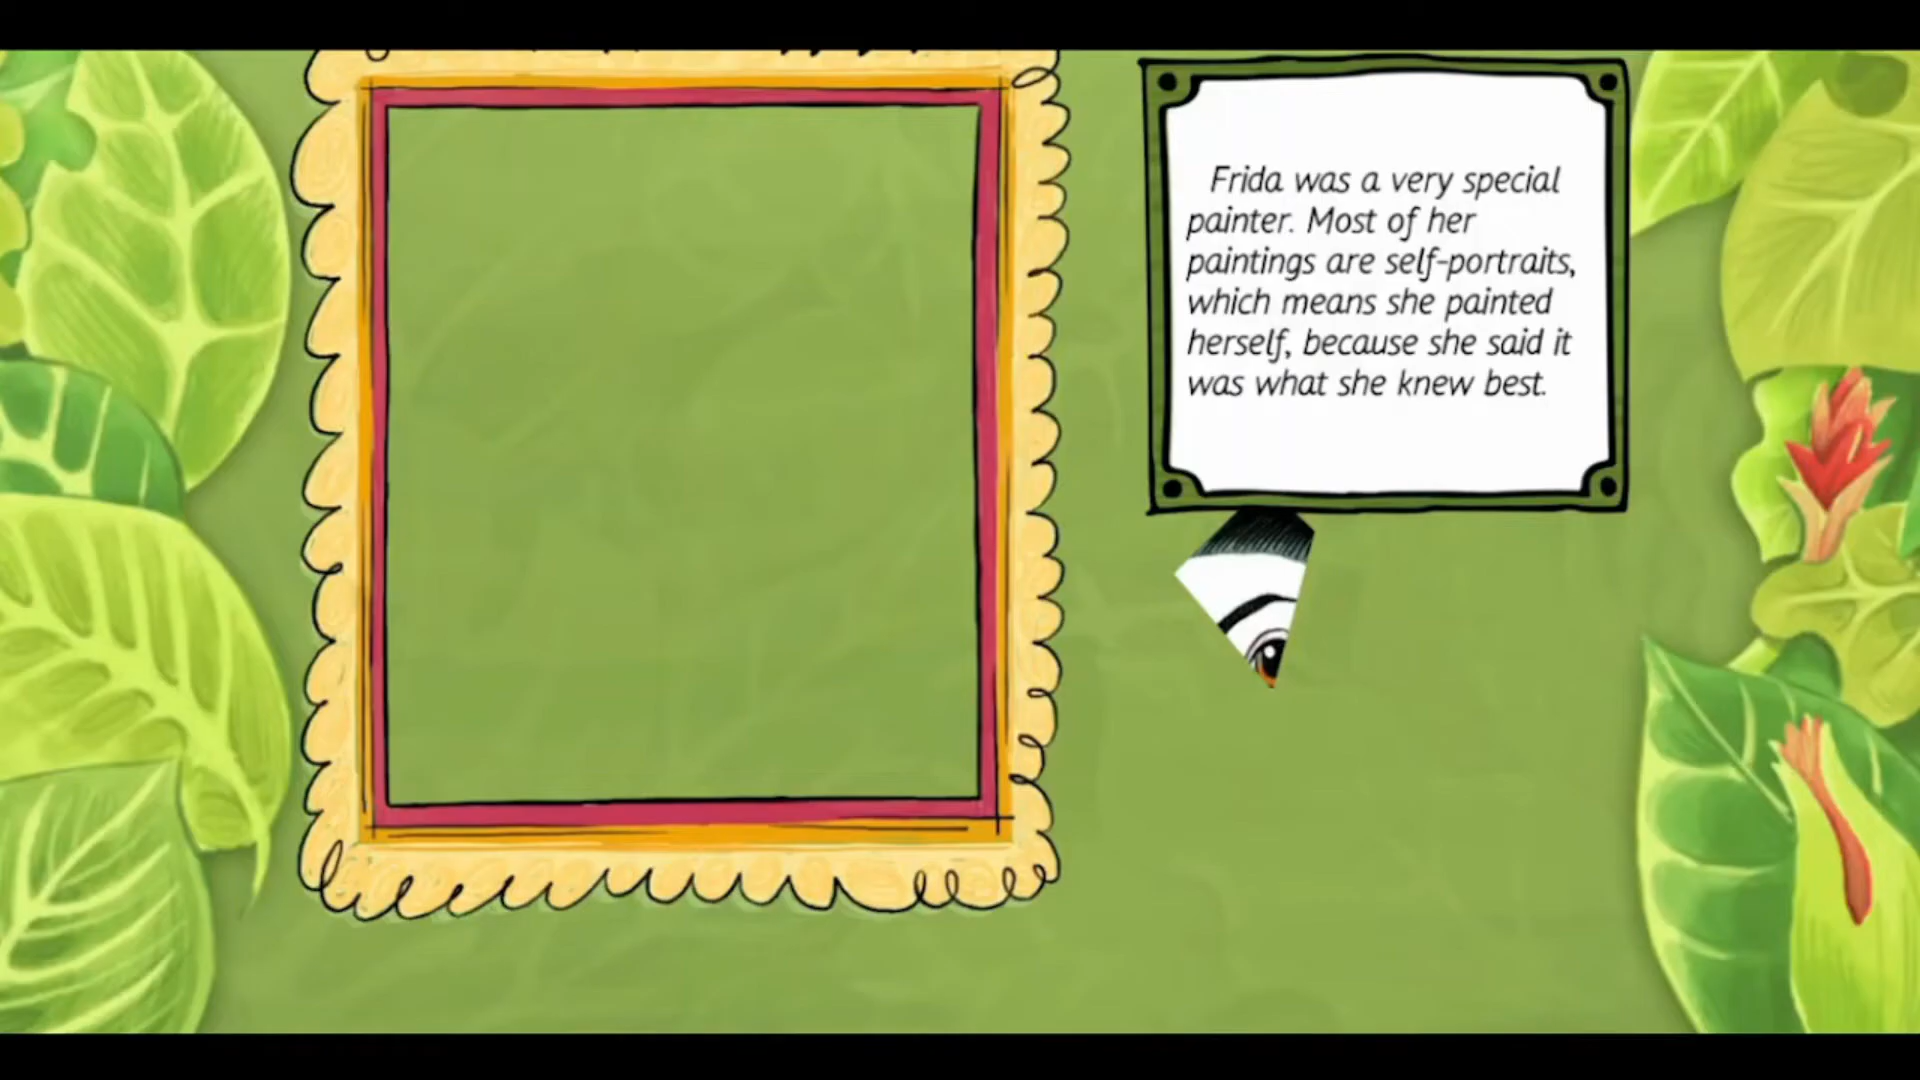 Frida was a very special
painter. Most of her
paintings are self-portraits,
which means she painted
herself, because she said it
was what she knew best.